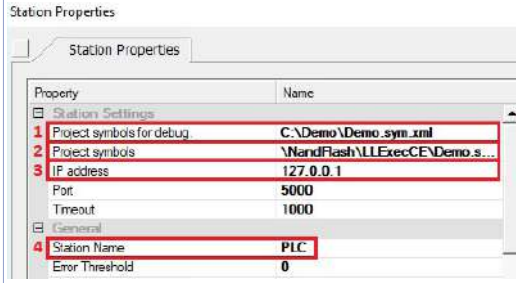 Station Properties
Station Properties
Property Name
Station Settings
1 Project symbols for debug C:\Demo\Demo.sym.xml
2 Project symbols \NandFlash\LLExecCE\Demo.s...
3 IP address 127.0.0.1
Port 5000
Timeout 1000
General
4 Station Name PLC
Error Threshold 0